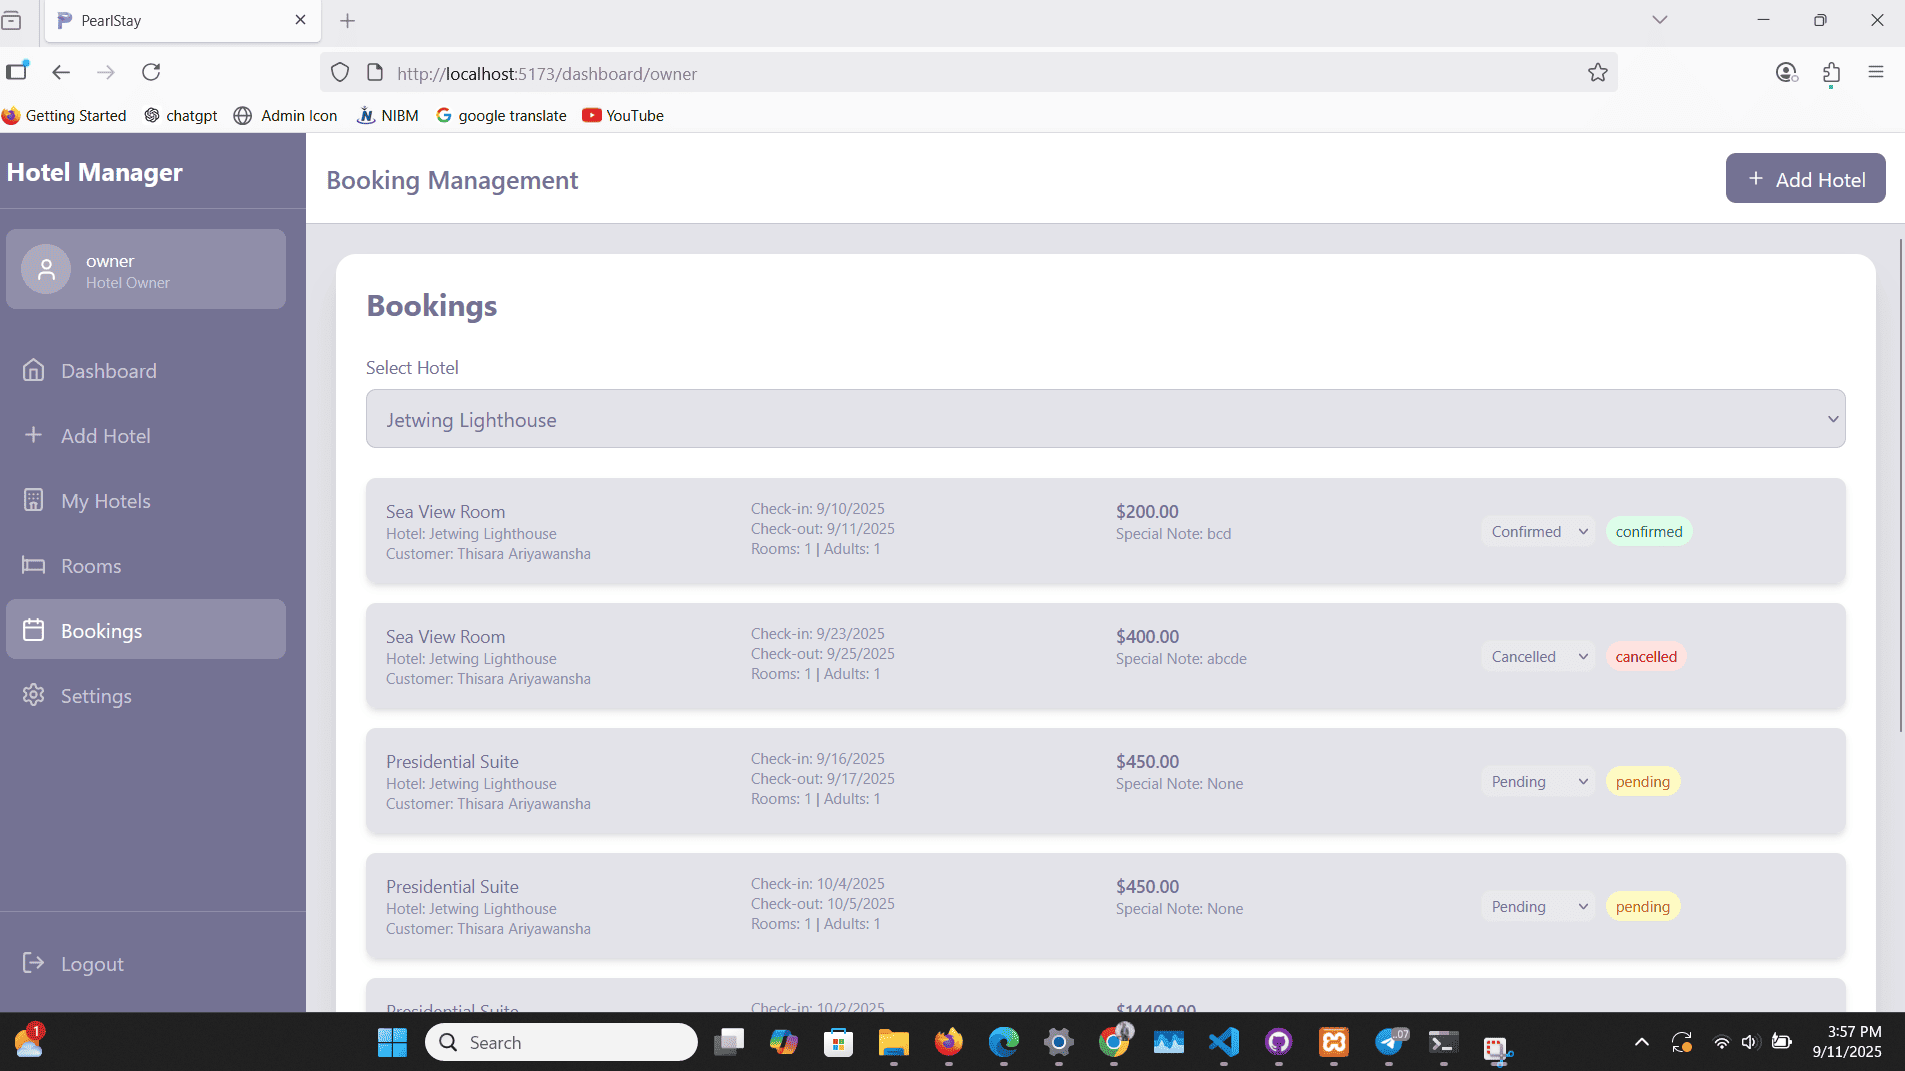 PearlStay
http://localhost:5173/dashboard/owner
Getting Started
chatgpt
Admin Icon
NIBM
google translate
YouTube
Hotel Manager
owner
Hotel Owner
Dashboard
Add Hotel
My Hotels
Rooms
Bookings
Settings
Logout
Booking Management
+ Add Hotel
Bookings
Select Hotel
Jetwing Lighthouse
Sea View Room
Hotel: Jetwing Lighthouse
Customer: Thisara Ariyawansha
Check-in: 9/10/2025
Check-out: 9/11/2025
Rooms: 1 | Adults: 1
$200.00
Special Note: bcd
Confirmed
confirmed
Sea View Room
Hotel: Jetwing Lighthouse
Customer: Thisara Ariyawansha
Check-in: 9/23/2025
Check-out: 9/25/2025
Rooms: 1 | Adults: 1
$400.00
Special Note: abcde
Cancelled
cancelled
Presidential Suite
Hotel: Jetwing Lighthouse
Customer: Thisara Ariyawansha
Check-in: 9/16/2025
Check-out: 9/17/2025
Rooms: 1 | Adults: 1
$450.00
Special Note: None
Pending
pending
Presidential Suite
Hotel: Jetwing Lighthouse
Customer: Thisara Ariyawansha
Check-in: 10/4/2025
Check-out: 10/5/2025
Rooms: 1 | Adults: 1
$450.00
Special Note: None
Pending
pending
Presidential Suite
Check-in: 10/2/2025
$14400.00
1
Search
.07
3:57 PM
9/11/2025